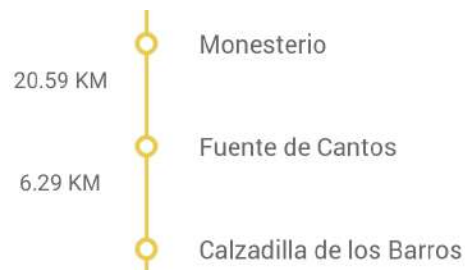 Monesterio
20.59 KM
Fuente de Cantos
6.29 KM
Calzadilla de los Barros